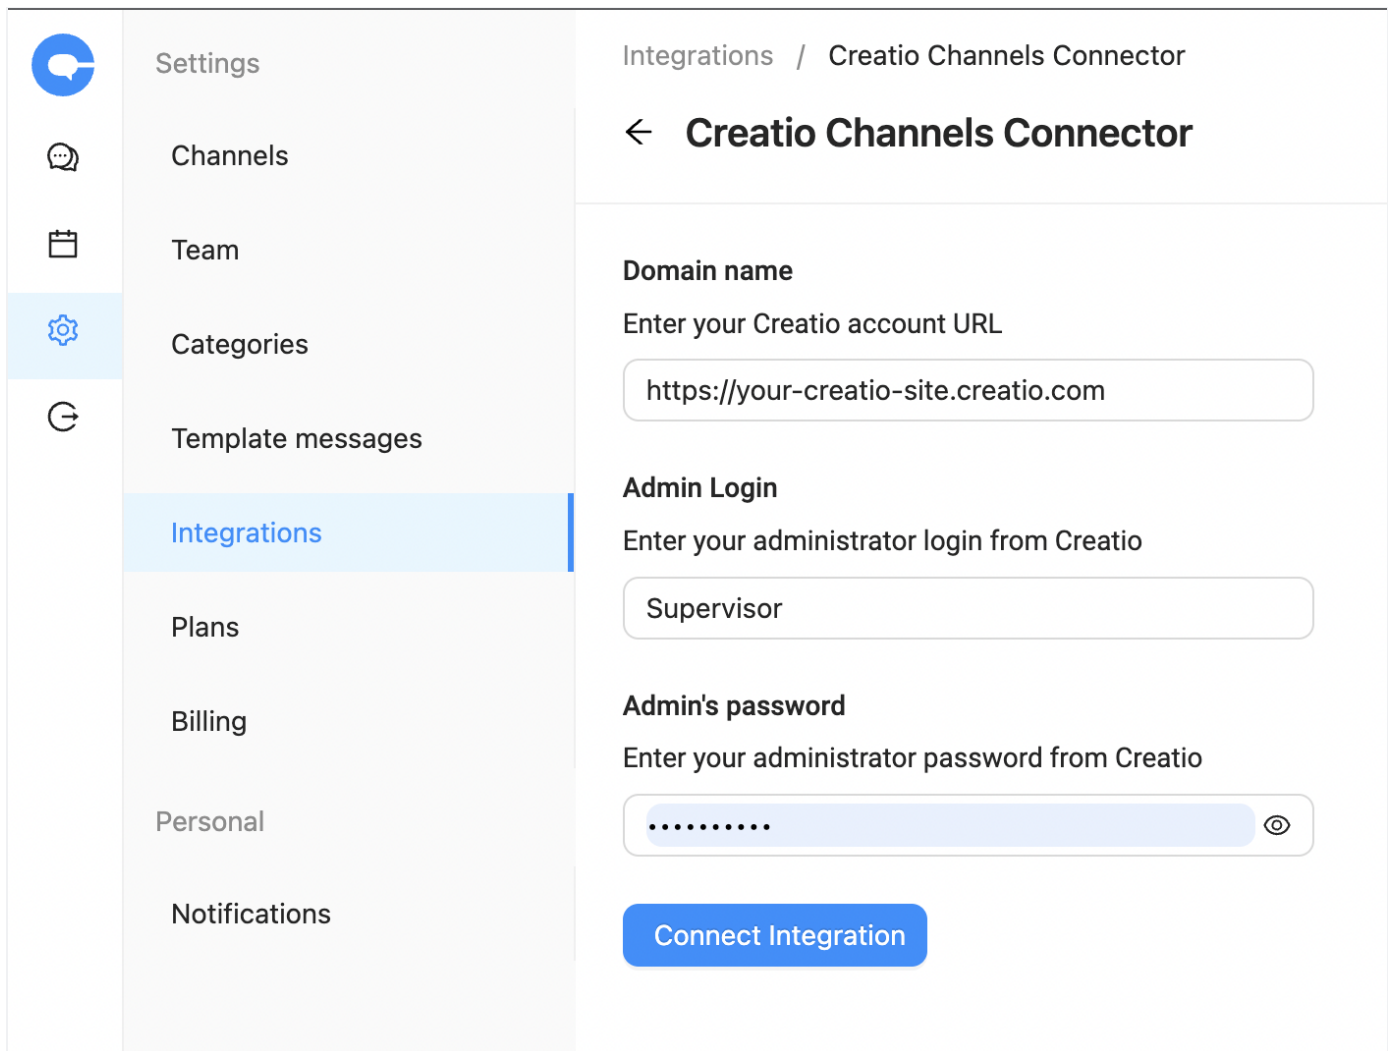 Settings
Channels
Team
Categories
Template messages
Integrations
Plans
Billing
Personal
Notifications
Integrations / Creatio Channels Connector
Creatio Channels Connector
Domain name
Enter your Creatio account URL
https://your-creatio-site.creatio.com
Admin Login
Enter your administrator login from Creatio
Supervisor
Admin's password
Enter your administrator password from Creatio
••••••••••
Connect Integration